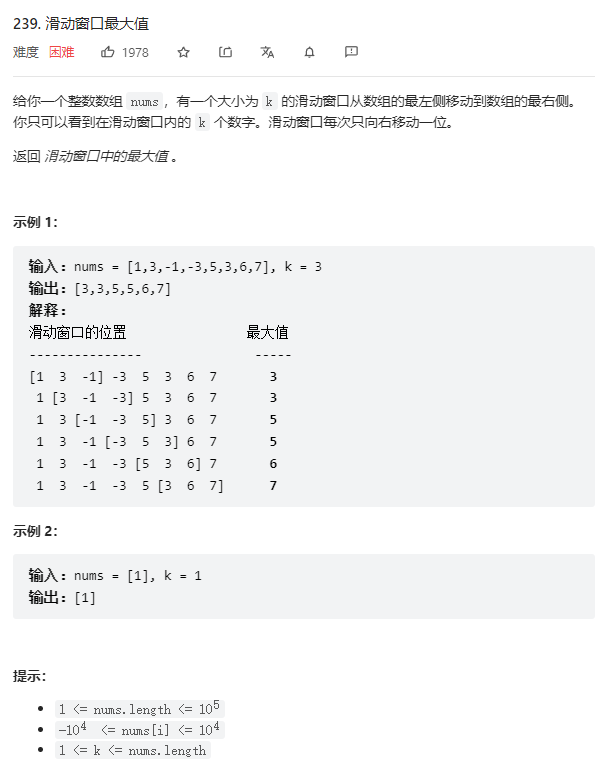 239. 滑动窗口最大值
难度 困难 1978
给你一个整数数组 nums，有一个大小为 k 的滑动窗口从数组的最左侧移动到数组的最右侧。
你只可以看到在滑动窗口内的 k 个数字。滑动窗口每次只向右移动一位。
返回 滑动窗口中的最大值 。
示例 1：
输入：nums = [1,3,-1,-3,5,3,6,7], k = 3
输出：[3,3,5,5,6,7]
解释：
滑动窗口的位置 最大值
--------------- -----
[1 3 -1] -3 5 3 6 7 3
1 [3 -1 -3] 5 3 6 7 3
1 3 [-1 -3 5] 3 6 7 5
1 3 -1 [-3 5 3] 6 7 5
1 3 -1 -3 [5 3 6] 7 6
1 3 -1 -3 5 [3 6 7] 7
示例 2：
输入：nums = [1], k = 1
输出：[1]
提示：
• 1 <= nums.length <= 10⁵
• -10⁴ <= nums[i] <= 10⁴
• 1 <= k <= nums.length